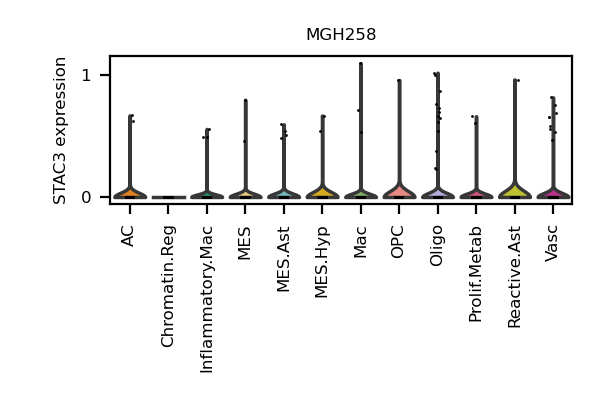 MGH258
STAC3 expression
1
0
AC
Chromatin.Reg
Inflammatory.Mac
MES
MES.Ast
MES.Hyp
Mac
OPC
Oligo
Prolif.Metab
Reactive.Ast
Vasc